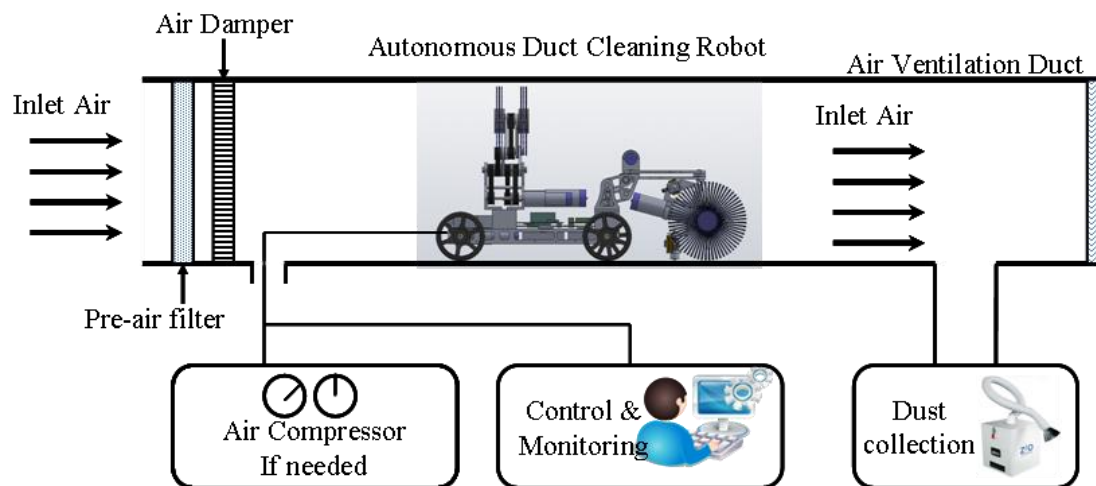 Air Damper
Autonomous Duct Cleaning Robot
Air Ventilation Duct
Inlet Air
Inlet Air
Pre-air filter
Air Compressor
If needed
Control &
Monitoring
Dust
collection